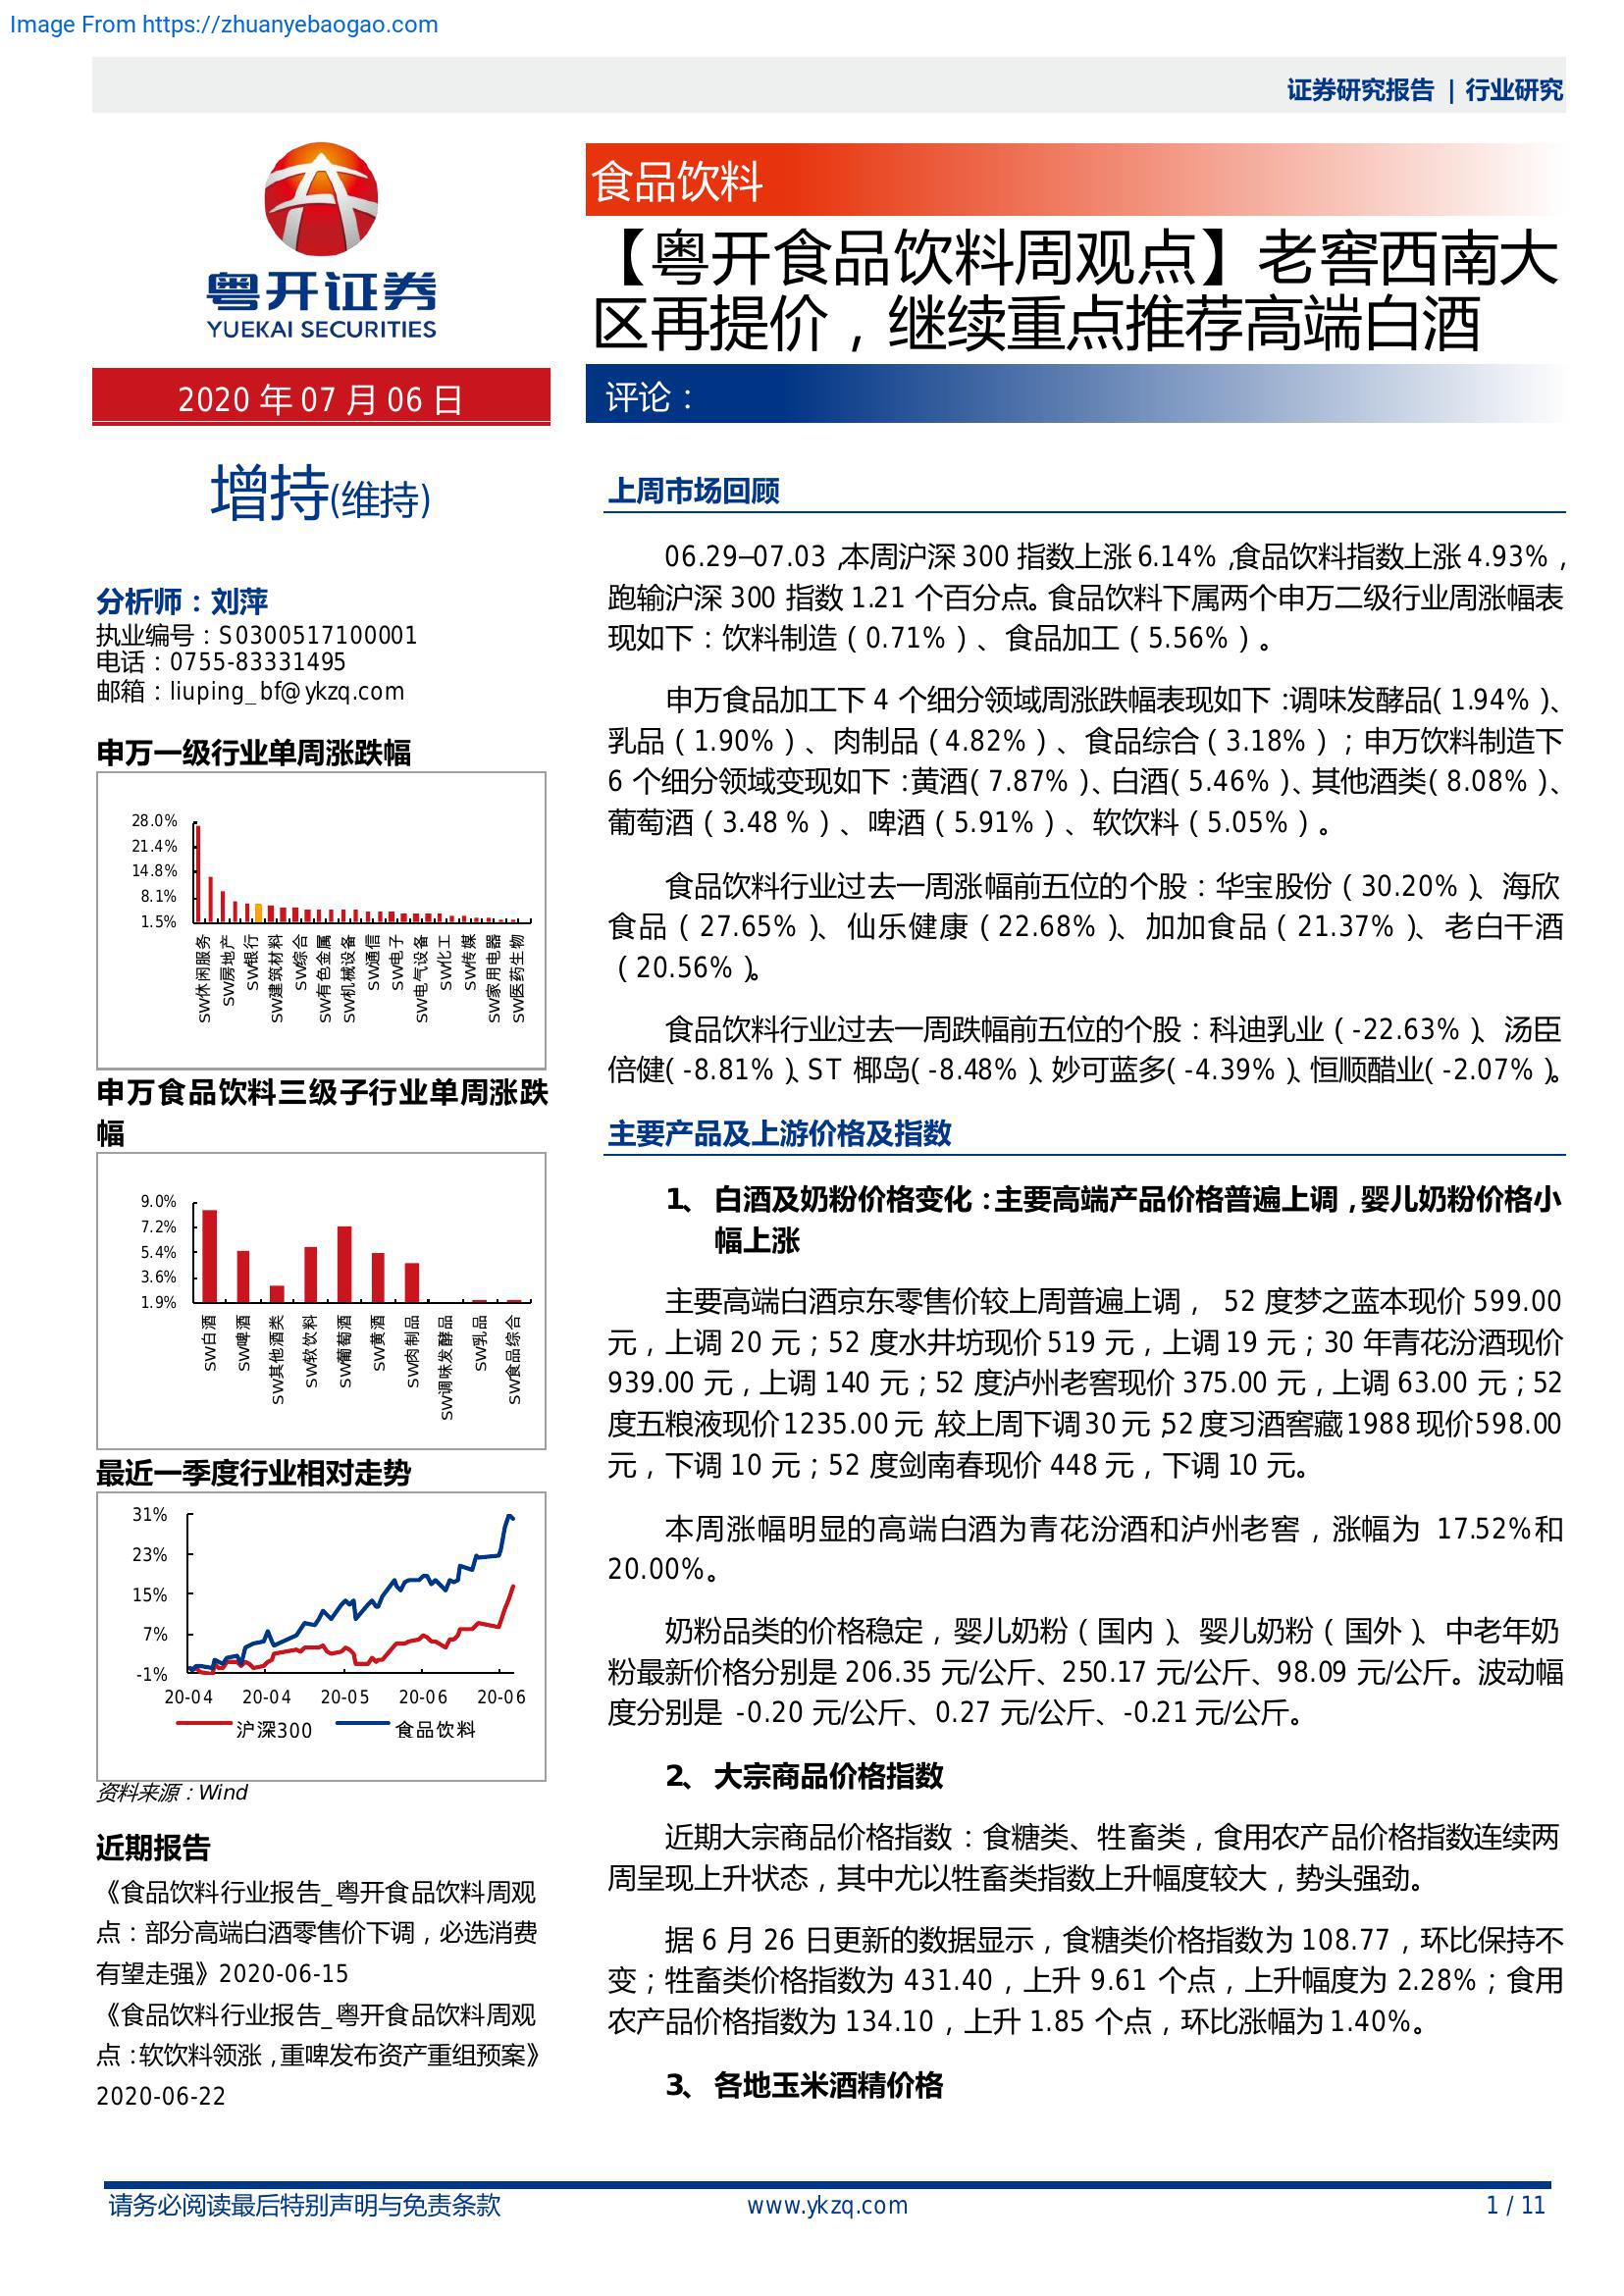 Image From https://zhuanyebaogao.com
证券研究报告 | 行业研究
粤开证券
YUEKAI SECURITIES
2020 年 07 月 06 日
增持(维持)
分析师：刘萍
执业编号：S0300517100001
电话：0755-83331495
邮箱：liuping_bf@ykzq.com
申万一级行业单周涨跌幅
28.0%
21.4%
14.8%
8.1%
1.5%
SW休闲服务
SW房地产
SW银行
SW建筑材料
SW综合
SW有色金属
SW机械设备
SW通信
SW电子
SW电气设备
SW化工
SW传媒
SW家用电器
SW医药生物
申万食品饮料三级子行业单周涨跌
幅
9.0%
7.2%
5.4%
3.6%
1.9%
SW白酒
SW啤酒
SW其他酒类
SW软饮料
SW葡萄酒
SW黄酒
SW肉制品
SW调味发酵品
SW乳品
SW食品综合
最近一季度行业相对走势
31%
23%
15%
7%
-1%
20-04 20-04 20-05 20-06 20-06
沪深300 食品饮料
资料来源：Wind
近期报告
《食品饮料行业报告_粤开食品饮料周观
点：部分高端白酒零售价下调，必选消费
有望走强》2020-06-15
《食品饮料行业报告_粤开食品饮料周观
点：软饮料领涨，重啤发布资产重组预案》
2020-06-22
食品饮料
【粤开食品饮料周观点】老窖西南大
区再提价，继续重点推荐高端白酒
评论：
上周市场回顾
06.29—07.03，本周沪深 300 指数上涨 6.14%，食品饮料指数上涨 4.93%，
跑输沪深 300 指数 1.21 个百分点。食品饮料下属两个申万二级行业周涨幅表
现如下：饮料制造（0.71%）、食品加工（5.56%）。
申万食品加工下 4 个细分领域周涨跌幅表现如下：调味发酵品（1.94%）、
乳品（1.90%）、肉制品（4.82%）、食品综合（3.18%）；申万饮料制造下
6 个细分领域变现如下：黄酒（7.87%）、白酒（5.46%）、其他酒类（8.08%）、
葡萄酒（3.48 %）、啤酒（5.91%）、软饮料（5.05%）。
食品饮料行业过去一周涨幅前五位的个股：华宝股份（30.20%）、海欣
食品（27.65%）、仙乐健康（22.68%）、加加食品（21.37%）、老白干酒
（20.56%）。
食品饮料行业过去一周跌幅前五位的个股：科迪乳业（-22.63%）、汤臣
倍健（-8.81%）、ST 椰岛（-8.48%）、妙可蓝多（-4.39%）、恒顺醋业（-2.07%）。
主要产品及上游价格及指数
1、 白酒及奶粉价格变化：主要高端产品价格普遍上调，婴儿奶粉价格小
幅上涨
主要高端白酒京东零售价较上周普遍上调， 52 度梦之蓝本现价 599.00
元，上调 20 元；52 度水井坊现价 519 元，上调 19 元；30 年青花汾酒现价
939.00 元，上调 140 元；52 度泸州老窖现价 375.00 元，上调 63.00 元；52
度五粮液现价 1235.00 元，较上周下调 30 元；52 度习酒窖藏 1988 现价 598.00
元，下调 10 元；52 度剑南春现价 448 元，下调 10 元。
本周涨幅明显的高端白酒为青花汾酒和泸州老窖，涨幅为 17.52%和
20.00%。
奶粉品类的价格稳定，婴儿奶粉（国内）、婴儿奶粉（国外）、中老年奶
粉最新价格分别是 206.35 元/公斤、250.17 元/公斤、98.09 元/公斤。波动幅
度分别是 -0.20 元/公斤、0.27 元/公斤、-0.21 元/公斤。
2、 大宗商品价格指数
近期大宗商品价格指数：食糖类、牲畜类，食用农产品价格指数连续两
周呈现上升状态，其中尤以牲畜类指数上升幅度较大，势头强劲。
据 6 月 26 日更新的数据显示，食糖类价格指数为 108.77，环比保持不
变；牲畜类价格指数为 431.40，上升 9.61 个点，上升幅度为 2.28%；食用
农产品价格指数为 134.10，上升 1.85 个点，环比涨幅为 1.40%。
3、 各地玉米酒精价格
请务必阅读最后特别声明与免责条款 www.ykzq.com 1 / 11